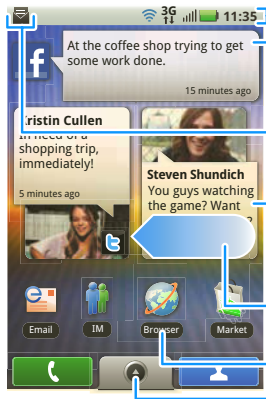 3G 11:35
At the coffee shop trying to get
some work done.
15 minutes ago
Kristin Cullen
In need of a
shopping trip,
immediately!
5 minutes ago
Steven Shundich
You guys watching
the game? Want
?
Email
IM
Browser
Market